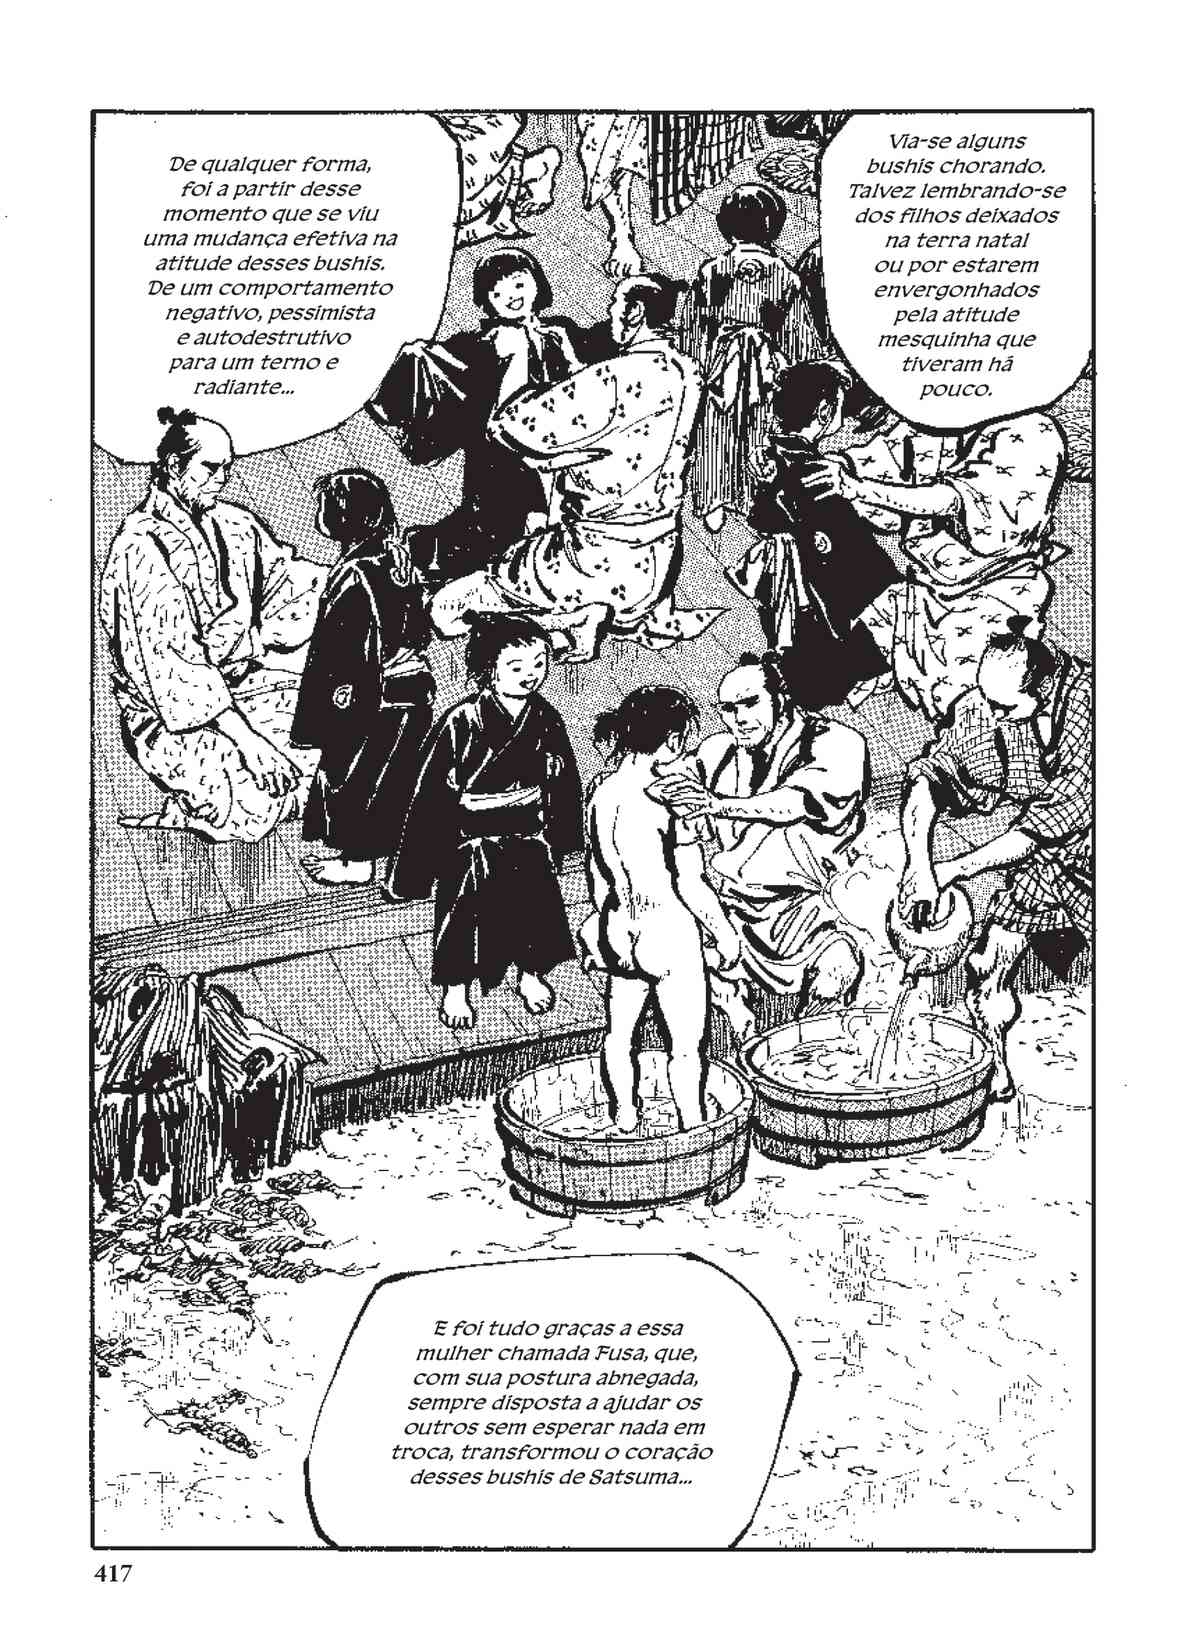 De qualquer forma,
foi a partir desse
momento que se viu
uma mudança efetiva na
atitude desses bushis.
De um comportamento
negativo, pessimista
e autodestrutivo
para um terno e
radiante...
Via-se alguns
bushis chorando.
Talvez lembrando-se
dos filhos deixados
na terra natal
ou por estarem
envergonhados
pela atitude
mesquinha que
tiveram há
pouco.
E foi tudo graças a essa
mulher chamada Fusa, que,
com sua postura abnegada,
sempre disposta a ajudar os
outros sem esperar nada em
troca, transformou o coração
desses bushis de Satsuma...
417